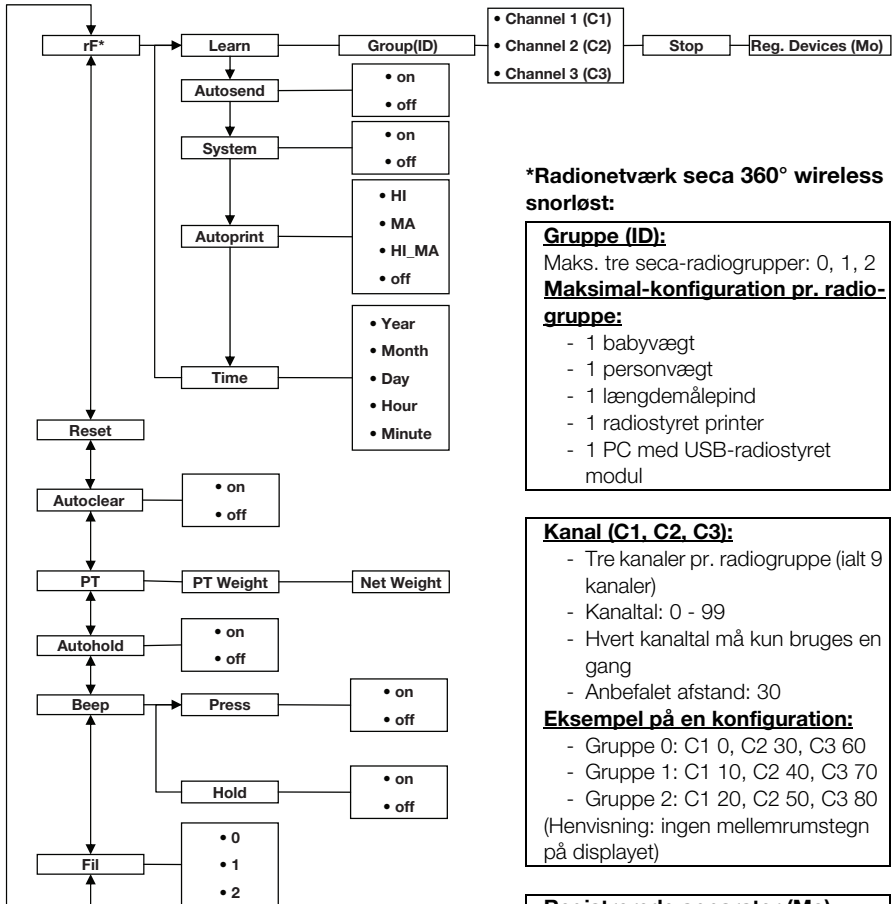 rF*
Learn
Group(ID)
• Channel 1 (C1)
• Channel 2 (C2)
• Channel 3 (C3)
Stop
Reg. Devices (Mo)
Autosend
• on
• off
System
• on
• off
Autoprint
• HI
• MA
• HI_MA
• off
Time
• Year
• Month
• Day
• Hour
• Minute
Reset
Autoclear
• on
• off
PT
PT Weight
Net Weight
Autohold
• on
• off
Beep
Press
• on
• off
Hold
• on
• off
Fil
• 0
• 1
• 2
*Radionetværk seca 360° wireless
snorløst:
Gruppe (ID):
Maks. tre seca-radiogrupper: 0, 1, 2
Maksimal-konfiguration pr. radio-
gruppe:
- 1 babyvægt
- 1 personvægt
- 1 længdemålepind
- 1 radiostyret printer
- 1 PC med USB-radiostyret
modul
Kanal (C1, C2, C3):
- Tre kanaler pr. radiogruppe (ialt 9
kanaler)
- Kanaltal: 0 - 99
- Hvert kanaltal må kun bruges en
gang
- Anbefalet afstand: 30
Eksempel på en konfiguration:
- Gruppe 0: C1 0, C2 30, C3 60
- Gruppe 1: C1 10, C2 40, C3 70
- Gruppe 2: C1 20, C2 50, C3 80
(Henvisning: ingen mellemrumstegn
på displayet)